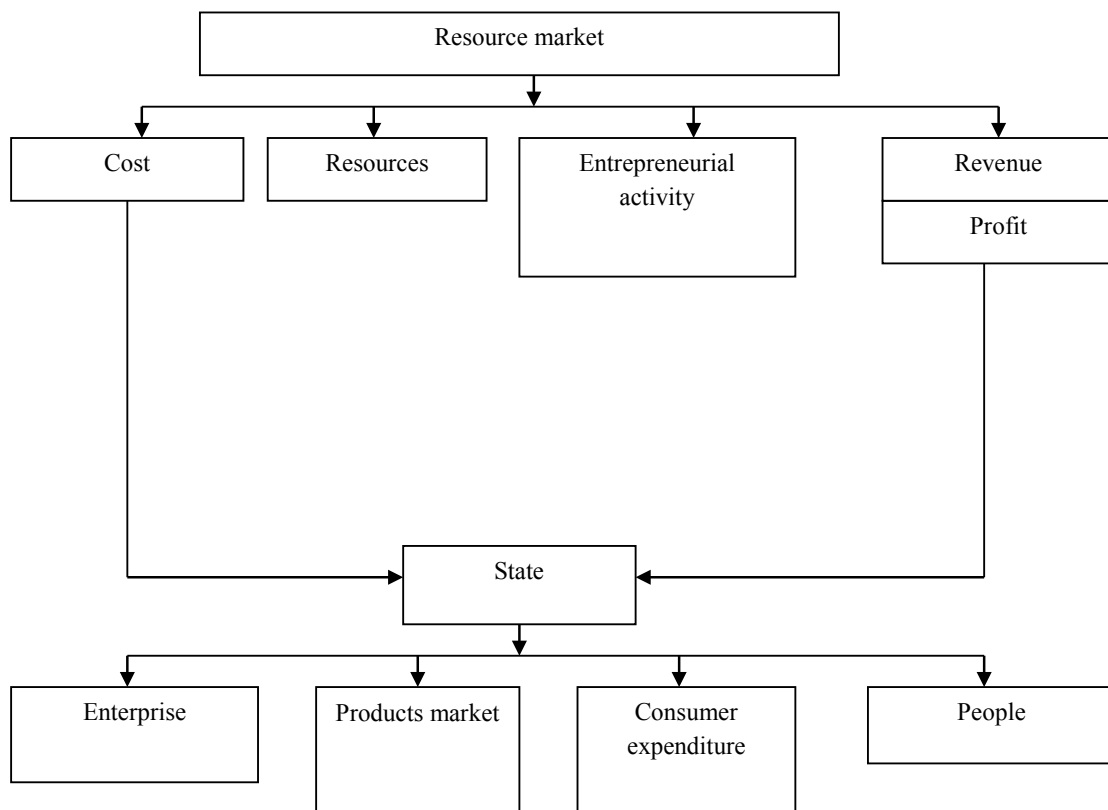 Resource market
Cost
Resources
Entrepreneurial
activity
Revenue
Profit
State
Enterprise
Products market
Consumer
expenditure
People